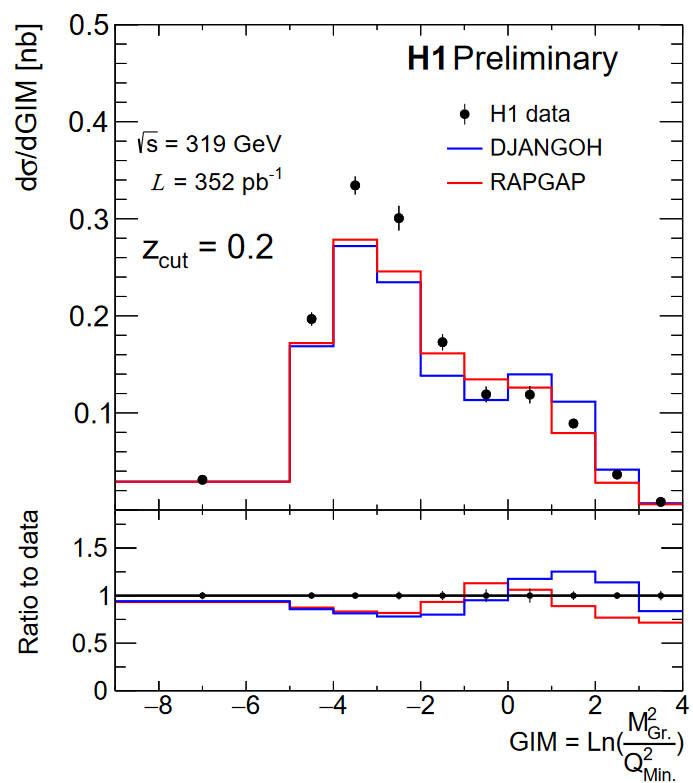 H1 Preliminary
H1 data
DJANGOH
RAPGAP
√s = 319 GeV
L = 352 pb⁻¹
z_cut = 0.2
dσ/dGIM [nb]
0.5
0.4
0.3
0.2
0.1
Ratio to data
1.5
1
0.5
0
−8 −6 −4 −2 0 2 4
GIM = Ln(M²_Gr. / Q²_Min.)